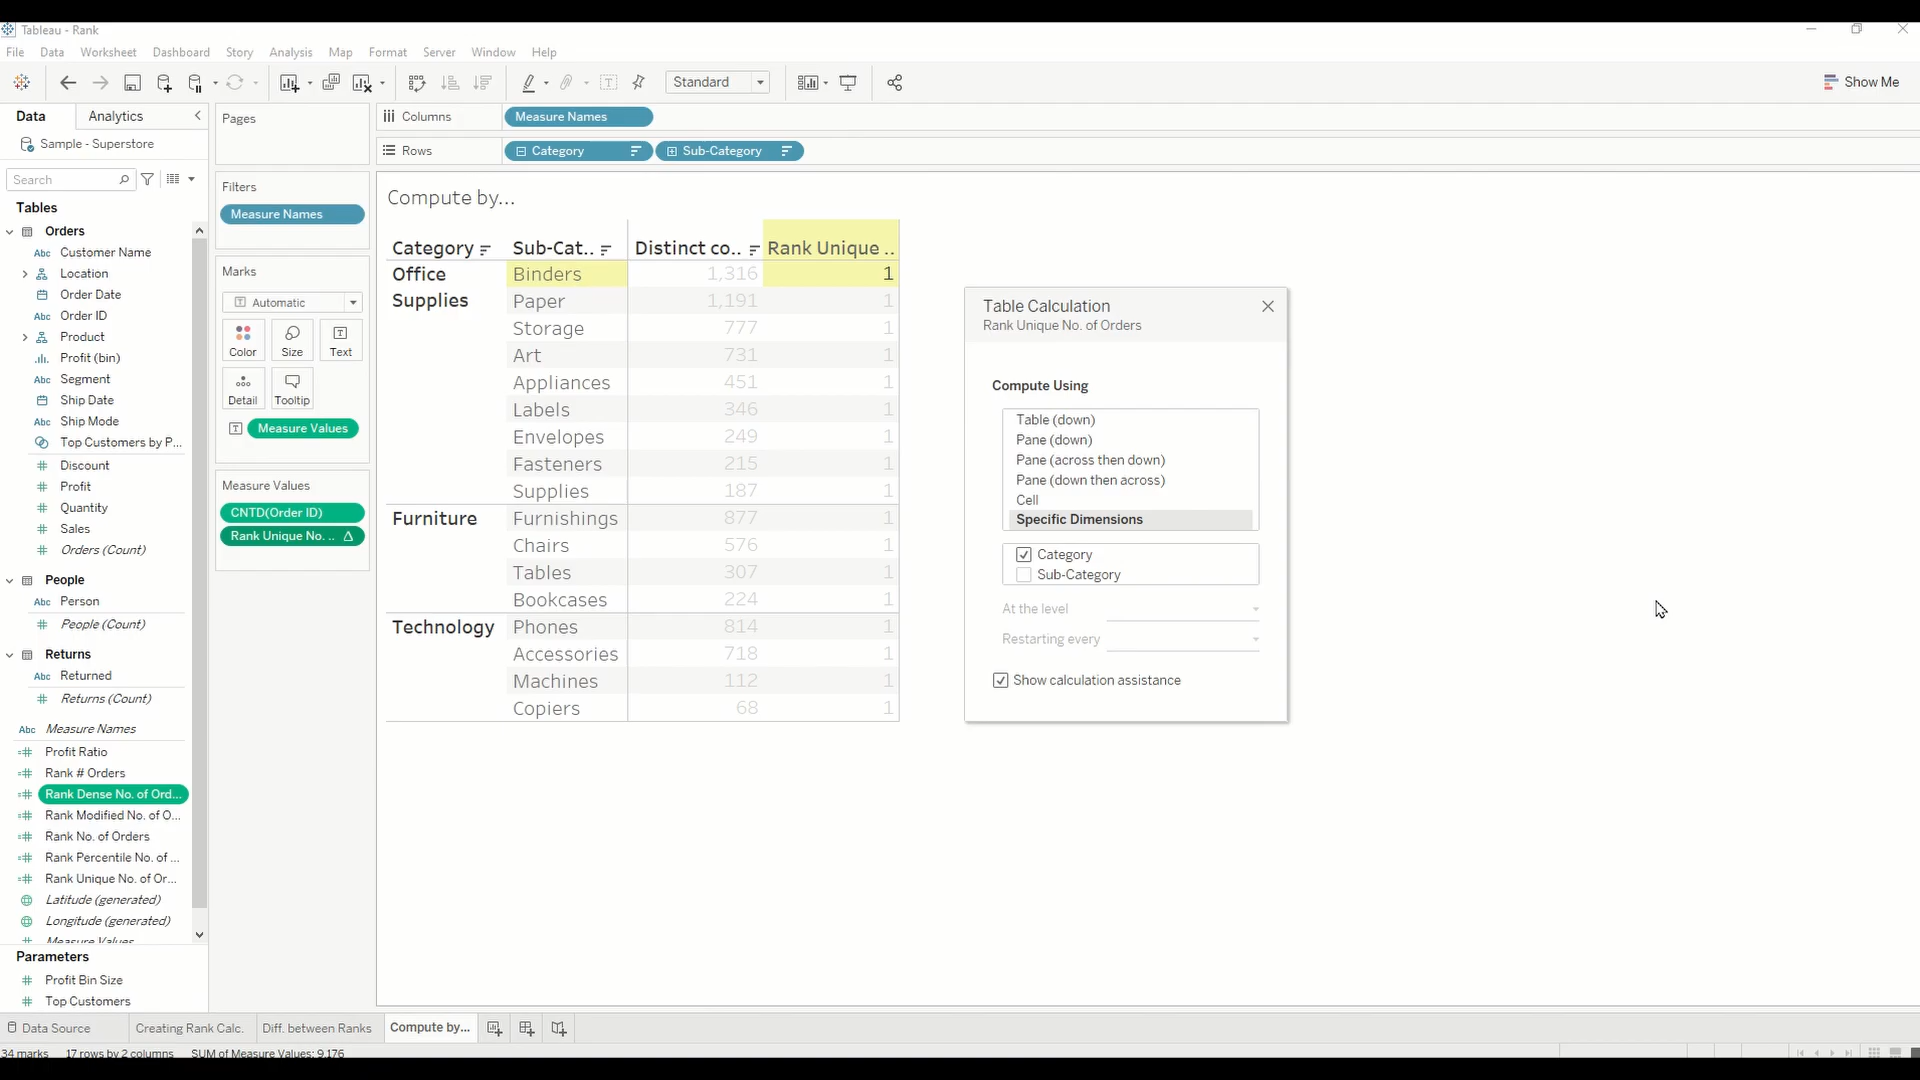 Tableau - Rank
File Data Worksheet Dashboard Story Analysis Map Format Server Window Help
Standard
Show Me
Data Analytics
Sample - Superstore
Search
Tables
Orders
Abc Customer Name
Location
Order Date
Abc Order ID
Product
Profit (bin)
Abc Segment
Ship Date
Abc Ship Mode
Top Customers by P...
Discount
Profit
Quantity
Sales
Orders (Count)
People
Abc Person
People (Count)
Returns
Abc Returned
Returns (Count)
Abc Measure Names
Profit Ratio
Rank # Orders
Rank Dense No. of Ord...
Rank Modified No. of O...
Rank No. of Orders
Rank Percentile No. of ...
Rank Unique No. of Or...
Latitude (generated)
Longitude (generated)
Measure Values
Parameters
Profit Bin Size
Top Customers
Pages
Filters
Measure Names
Marks
Automatic
Color Size Text
Detail Tooltip
Measure Values
Measure Values
CNTD(Order ID)
Rank Unique No. ..
Columns Measure Names
Rows Category Sub-Category
Compute by...
Category Sub-Cat.. Distinct co.. Rank Unique ..
Office Binders 1,316 1
Supplies Paper 1,191 1
Storage 777 1
Art 731 1
Appliances 451 1
Labels 346 1
Envelopes 249 1
Fasteners 215 1
Supplies 187 1
Furniture Furnishings 877 1
Chairs 576 1
Tables 307 1
Bookcases 224 1
Technology Phones 814 1
Accessories 718 1
Machines 112 1
Copiers 68 1
Table Calculation
Rank Unique No. of Orders
Compute Using
Table (down)
Pane (down)
Pane (across then down)
Pane (down then across)
Cell
Specific Dimensions
Category
Sub-Category
At the level
Restarting every
Show calculation assistance
Data Source Creating Rank Calc. Diff. between Ranks Compute by...
34 marks 17 rows by 2 columns SUM of Measure Values: 9,176